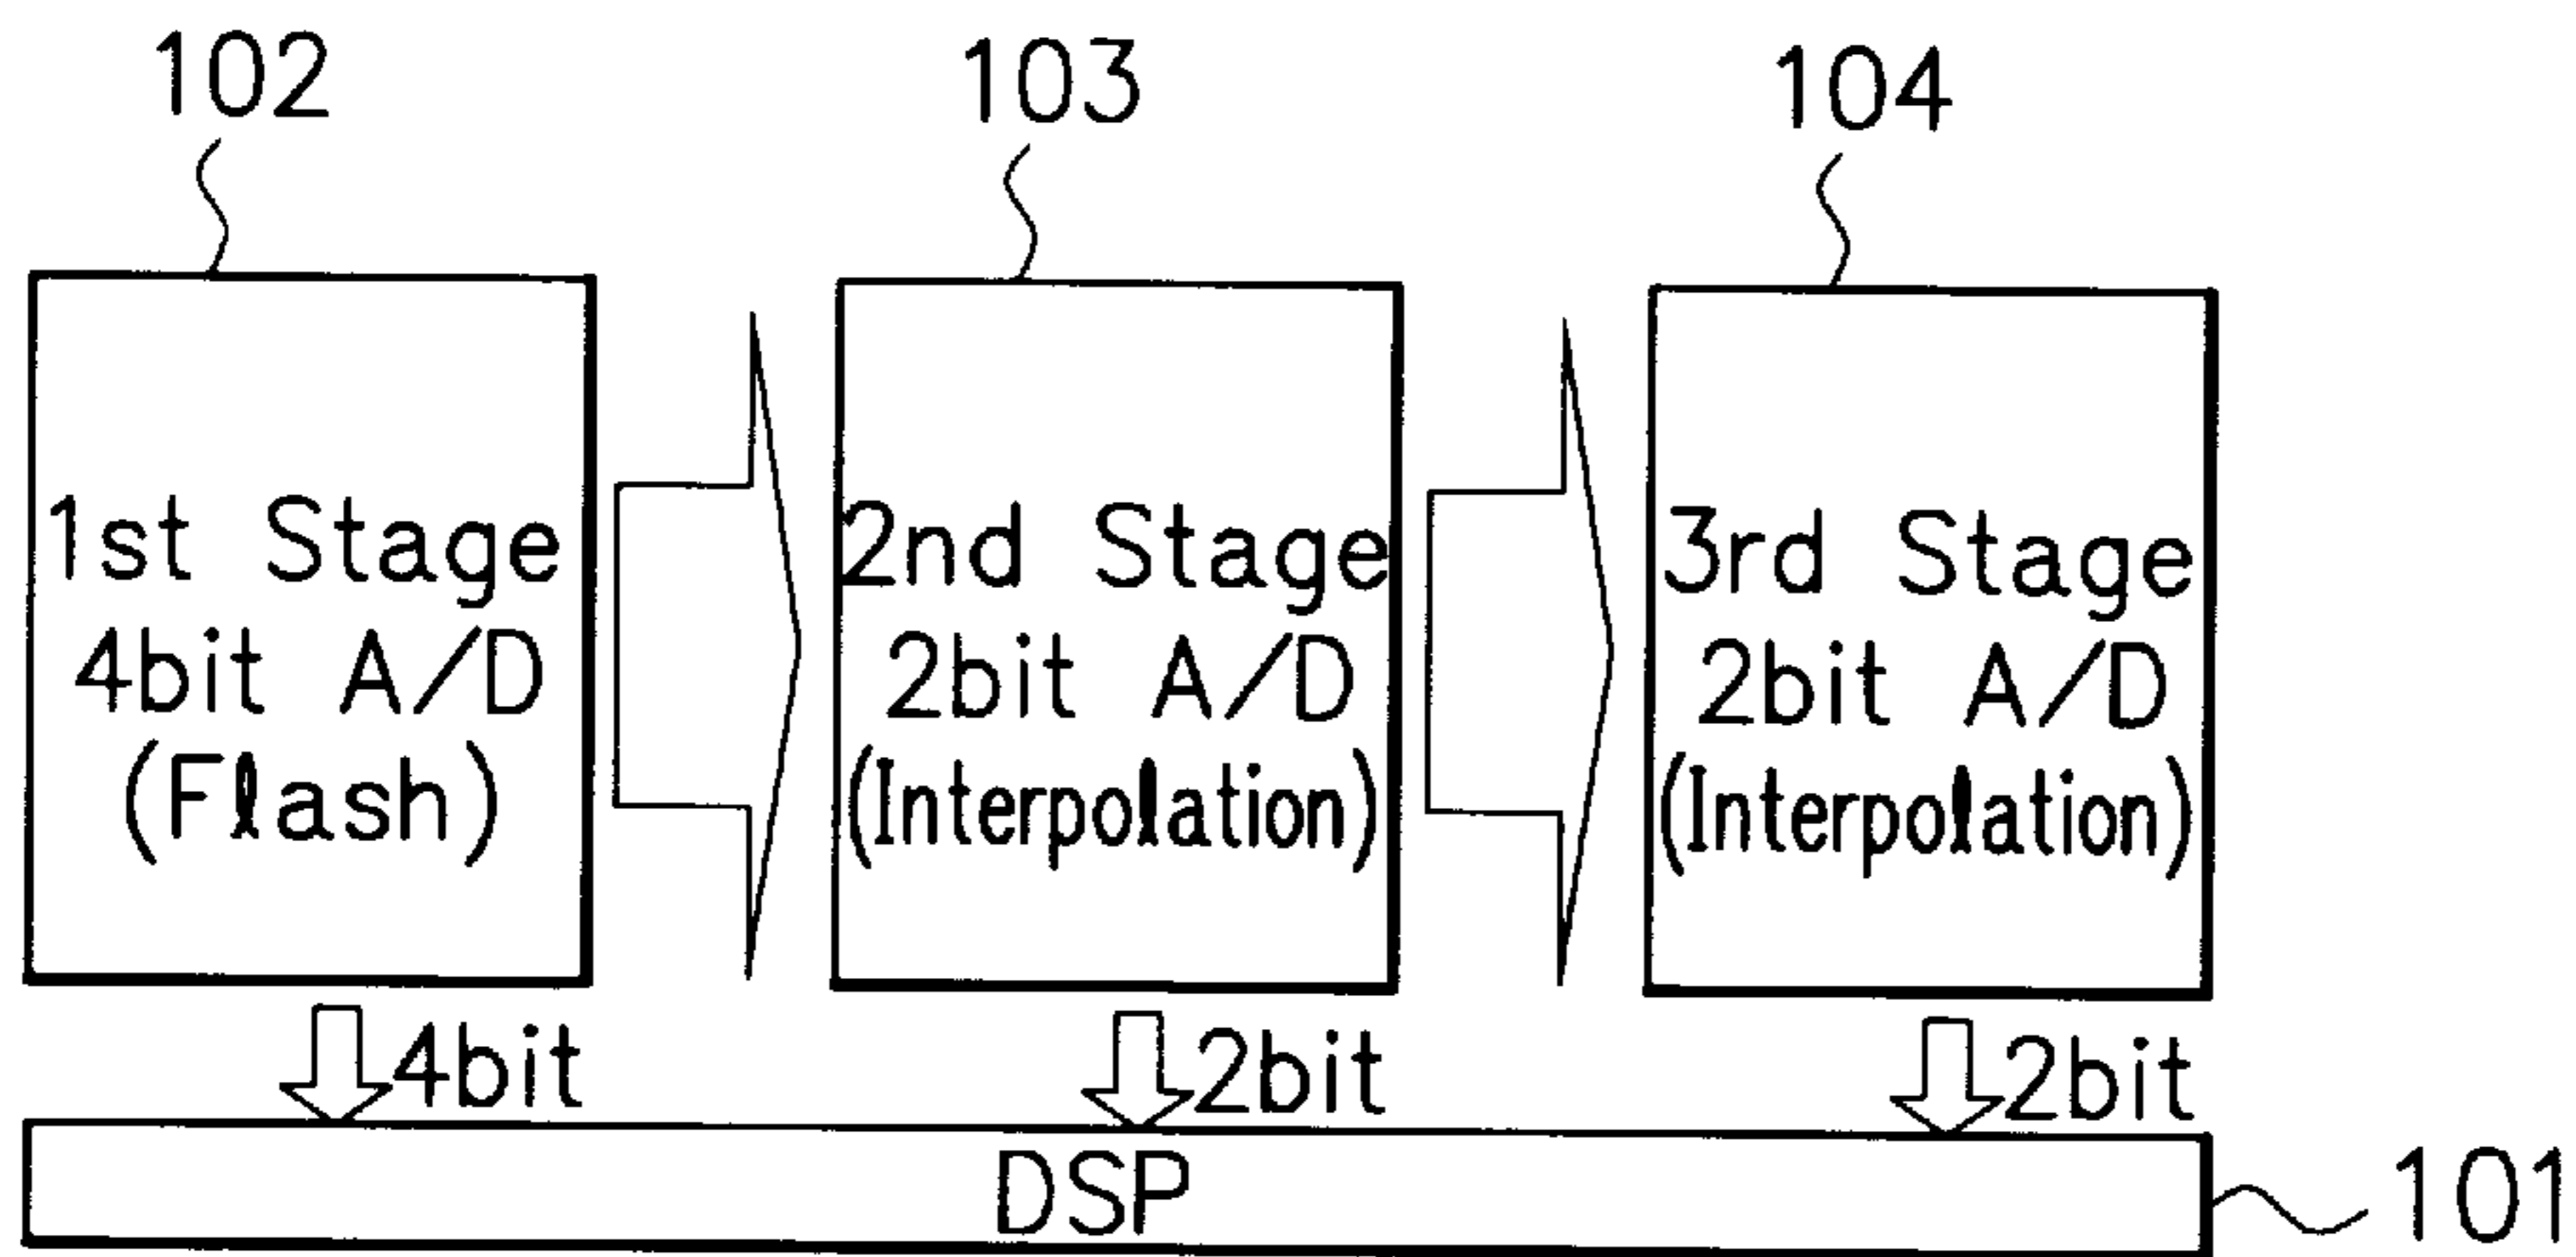 102
103
104
1st Stage
4bit A/D
(Flash)
2nd Stage
2bit A/D
(Interpolation)
3rd Stage
2bit A/D
(Interpolation)
4bit
2bit
2bit
DSP
101